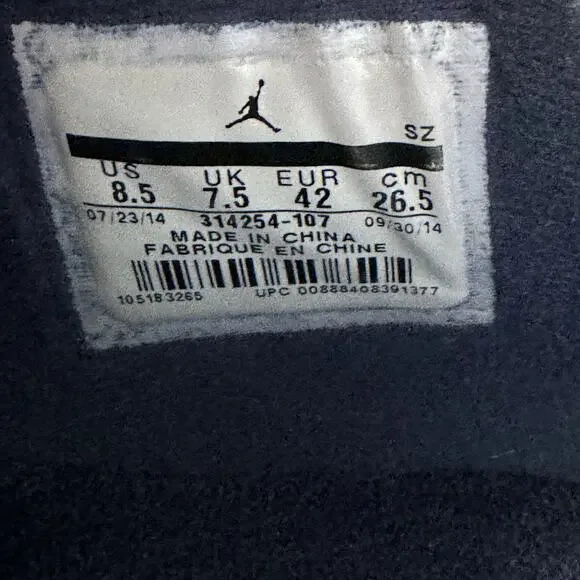 SZ
US UK EUR cm
8.5 7.5 42 26.5
07/23/14 314254-107 09/30/14
MADE IN CHINA
FABRIQUE EN CHINE
105183265 UPC 00888408391377